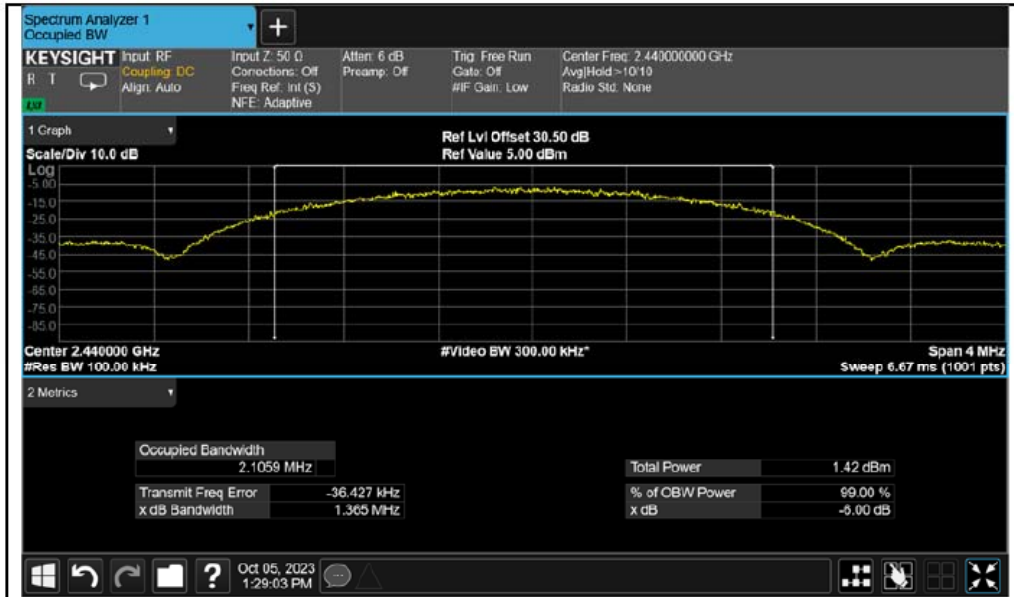 Spectrum Analyzer 1
Occupied BW
KEYSIGHT
R T
Input: RF
Coupling: DC
Align: Auto
Input Z: 50 Ω
Corrections: Off
Freq Ref: Int (S)
NFE: Adaptive
Atten: 6 dB
Preamp: Off
Trig: Free Run
Gate: Off
#IF Gain: Low
Center Freq: 2.440000000 GHz
Avg|Hold:>10/10
Radio Std: None
1 Graph
Scale/Div 10.0 dB
Ref Lvl Offset 30.50 dB
Ref Value 5.00 dBm
Log
-5.00
-15.0
-25.0
-35.0
-45.0
-55.0
-65.0
-75.0
-85.0
Center 2.440000 GHz
#Res BW 100.00 kHz
#Video BW 300.00 kHz*
Span 4 MHz
Sweep 6.67 ms (1001 pts)
2 Metrics
Occupied Bandwidth
2.1059 MHz
Transmit Freq Error -36.427 kHz
x dB Bandwidth 1.365 MHz
Total Power 1.42 dBm
% of OBW Power 99.00 %
x dB -6.00 dB
?
Oct 05, 2023
1:29:03 PM